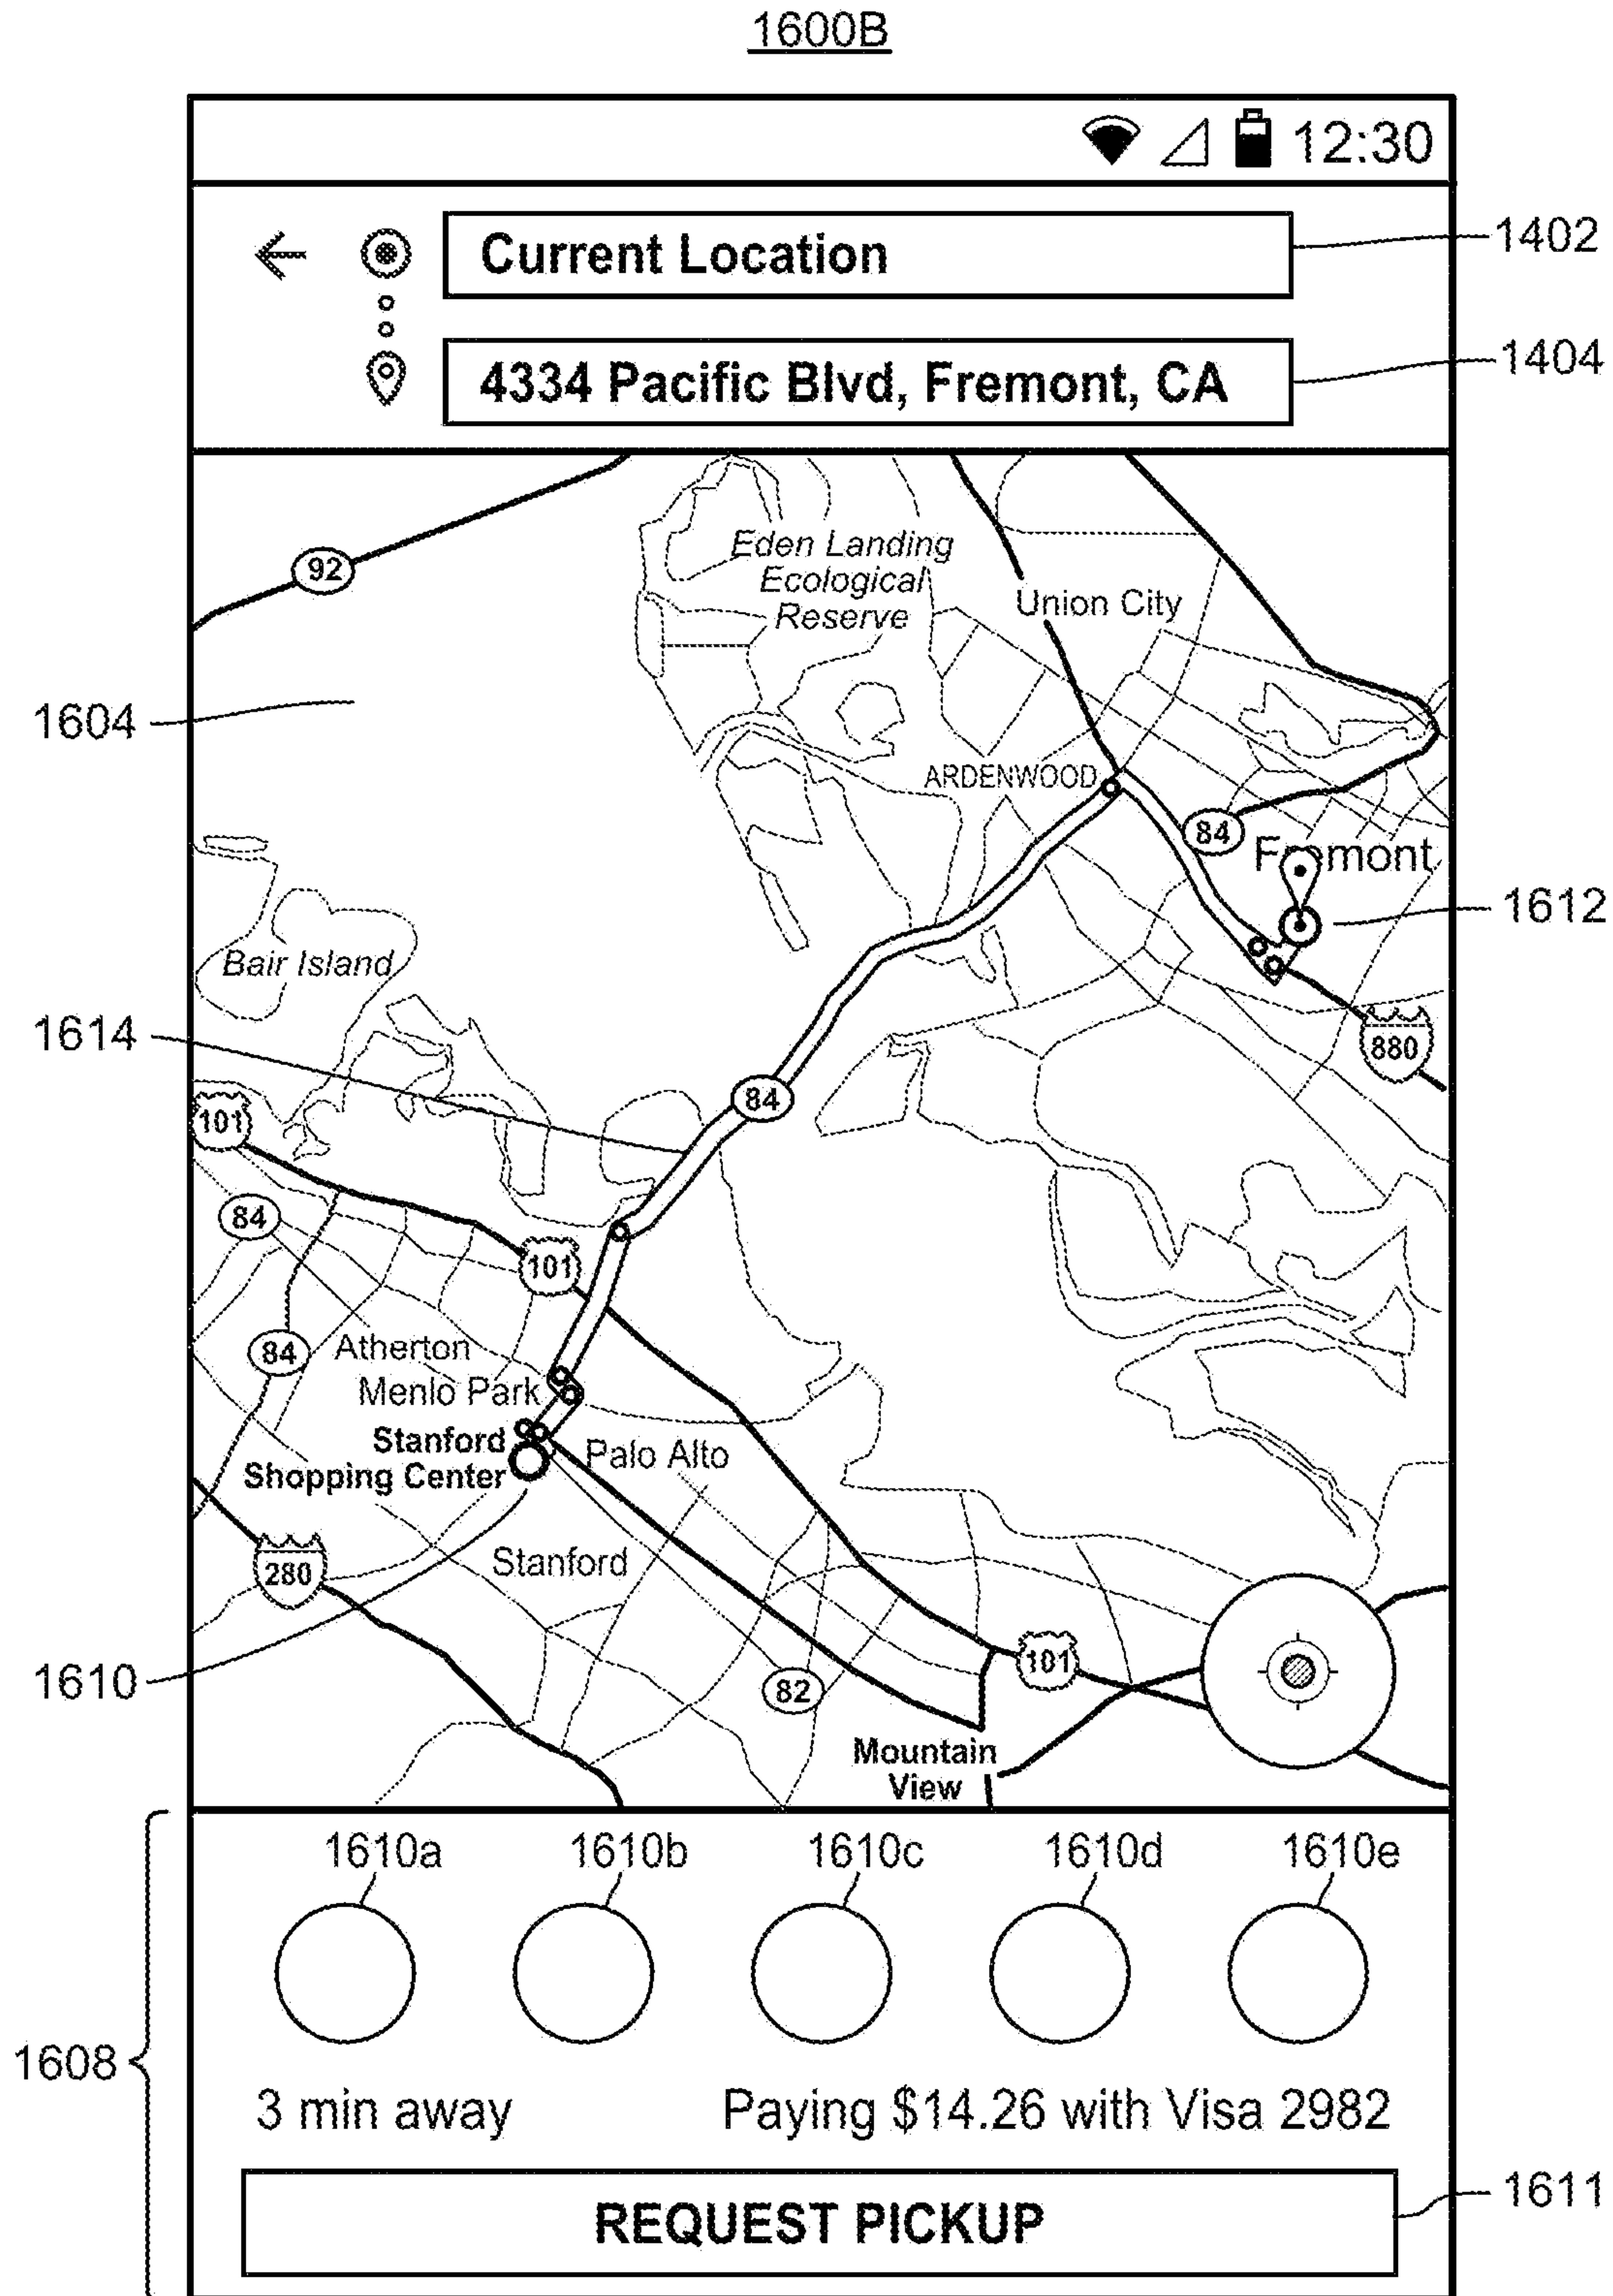 1600B
12:30
Current Location
1402
4334 Pacific Blvd, Fremont, CA
1404
Eden Landing
Ecological
Reserve
92
Union City
1604
ARDENWOOD
84
Fremont
1612
Bair Island
1614
880
84
101
84
101
84
Atherton
Menlo Park
Stanford
Shopping Center
Palo Alto
Stanford
280
1610
101
82
Mountain
View
1610a 1610b 1610c 1610d 1610e
1608
3 min away Paying $14.26 with Visa 2982
1611
REQUEST PICKUP